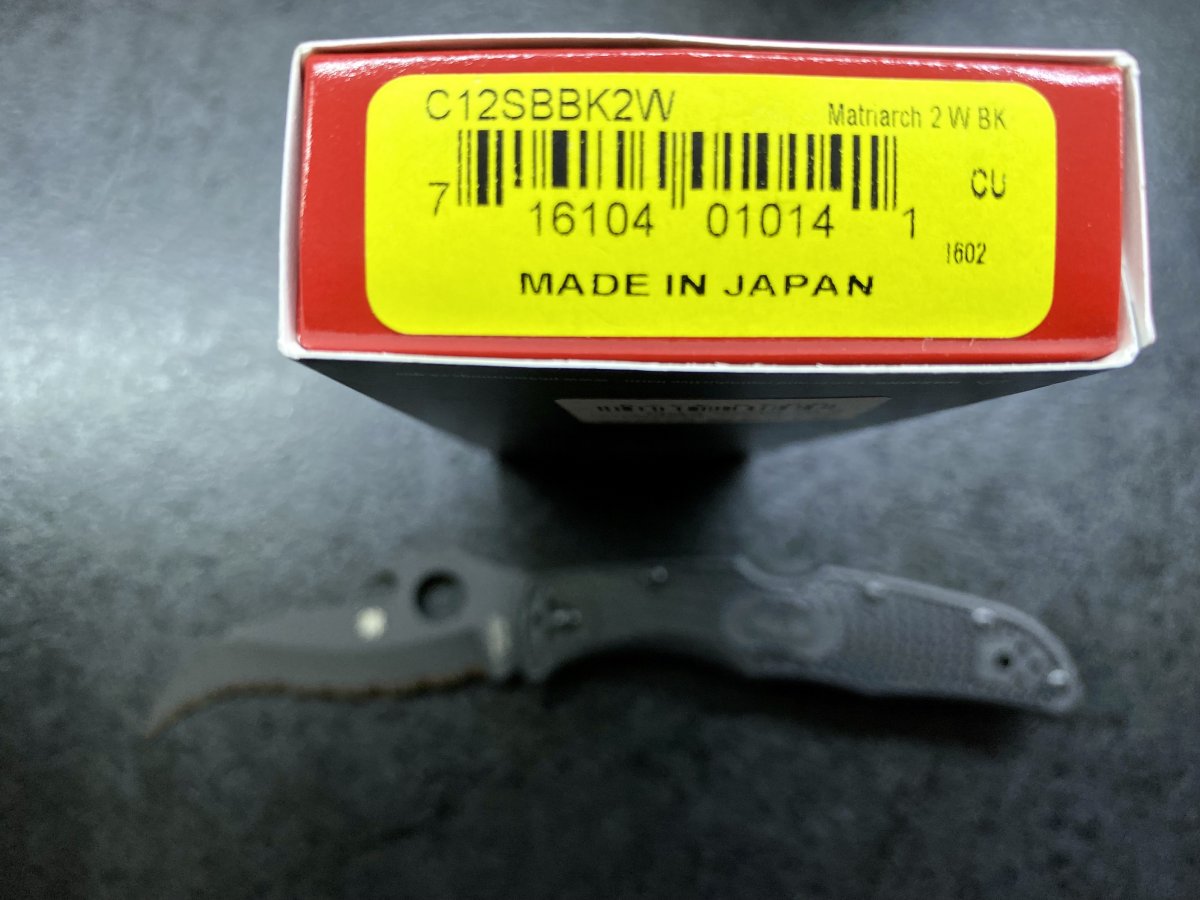 C12SBBK2W
Matriarch 2 W BK
CU
7 16104 01014 1
1602
MADE IN JAPAN